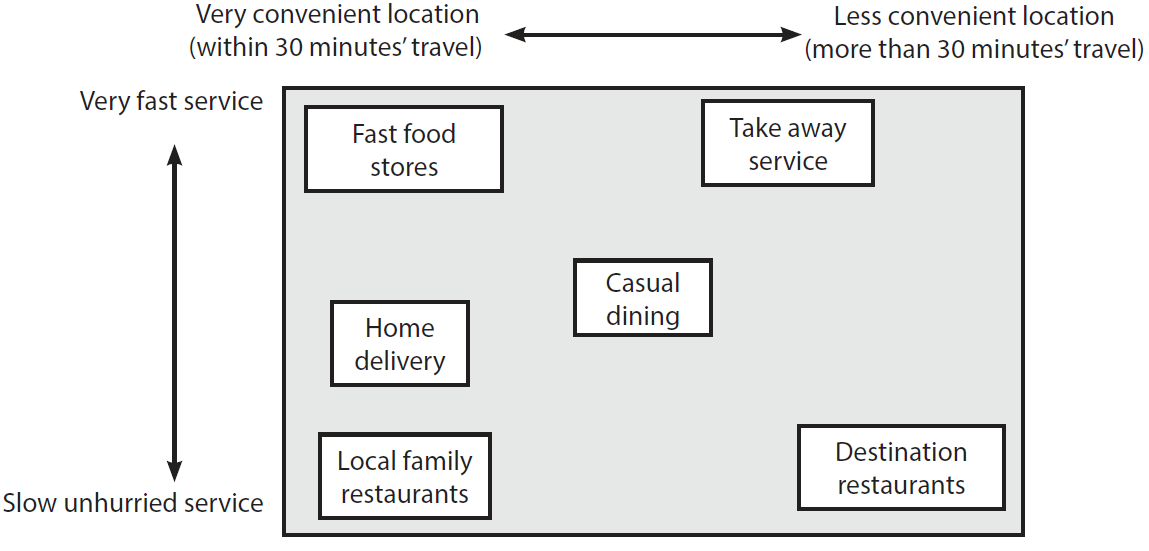 Very convenient location
(within 30 minutes’ travel)
Less convenient location
(more than 30 minutes’ travel)
Very fast service
Fast food
stores
Take away
service
Casual
dining
Home
delivery
Local family
restaurants
Destination
restaurants
Slow unhurried service